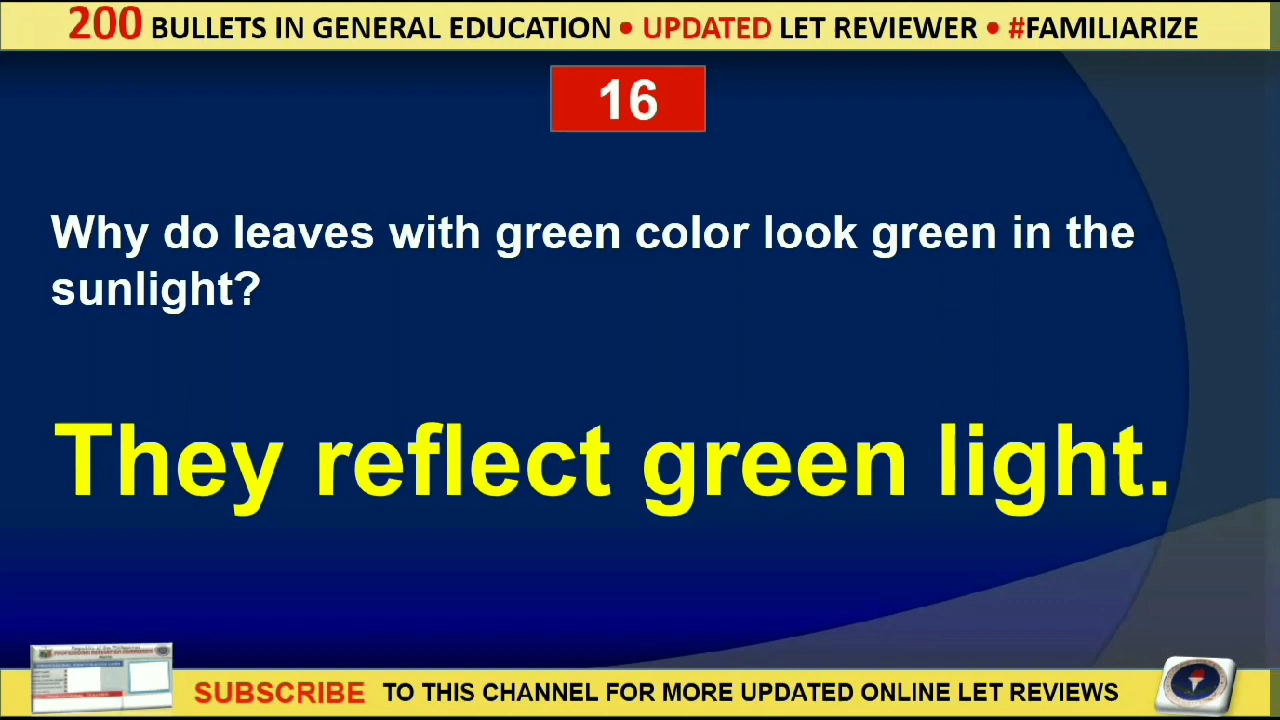 200 BULLETS IN GENERAL EDUCATION • UPDATED LET REVIEWER • #FAMILIARIZE
16
Why do leaves with green color look green in the
sunlight?
They reflect green light.
SUBSCRIBE TO THIS CHANNEL FOR MORE UPDATED ONLINE LET REVIEWS